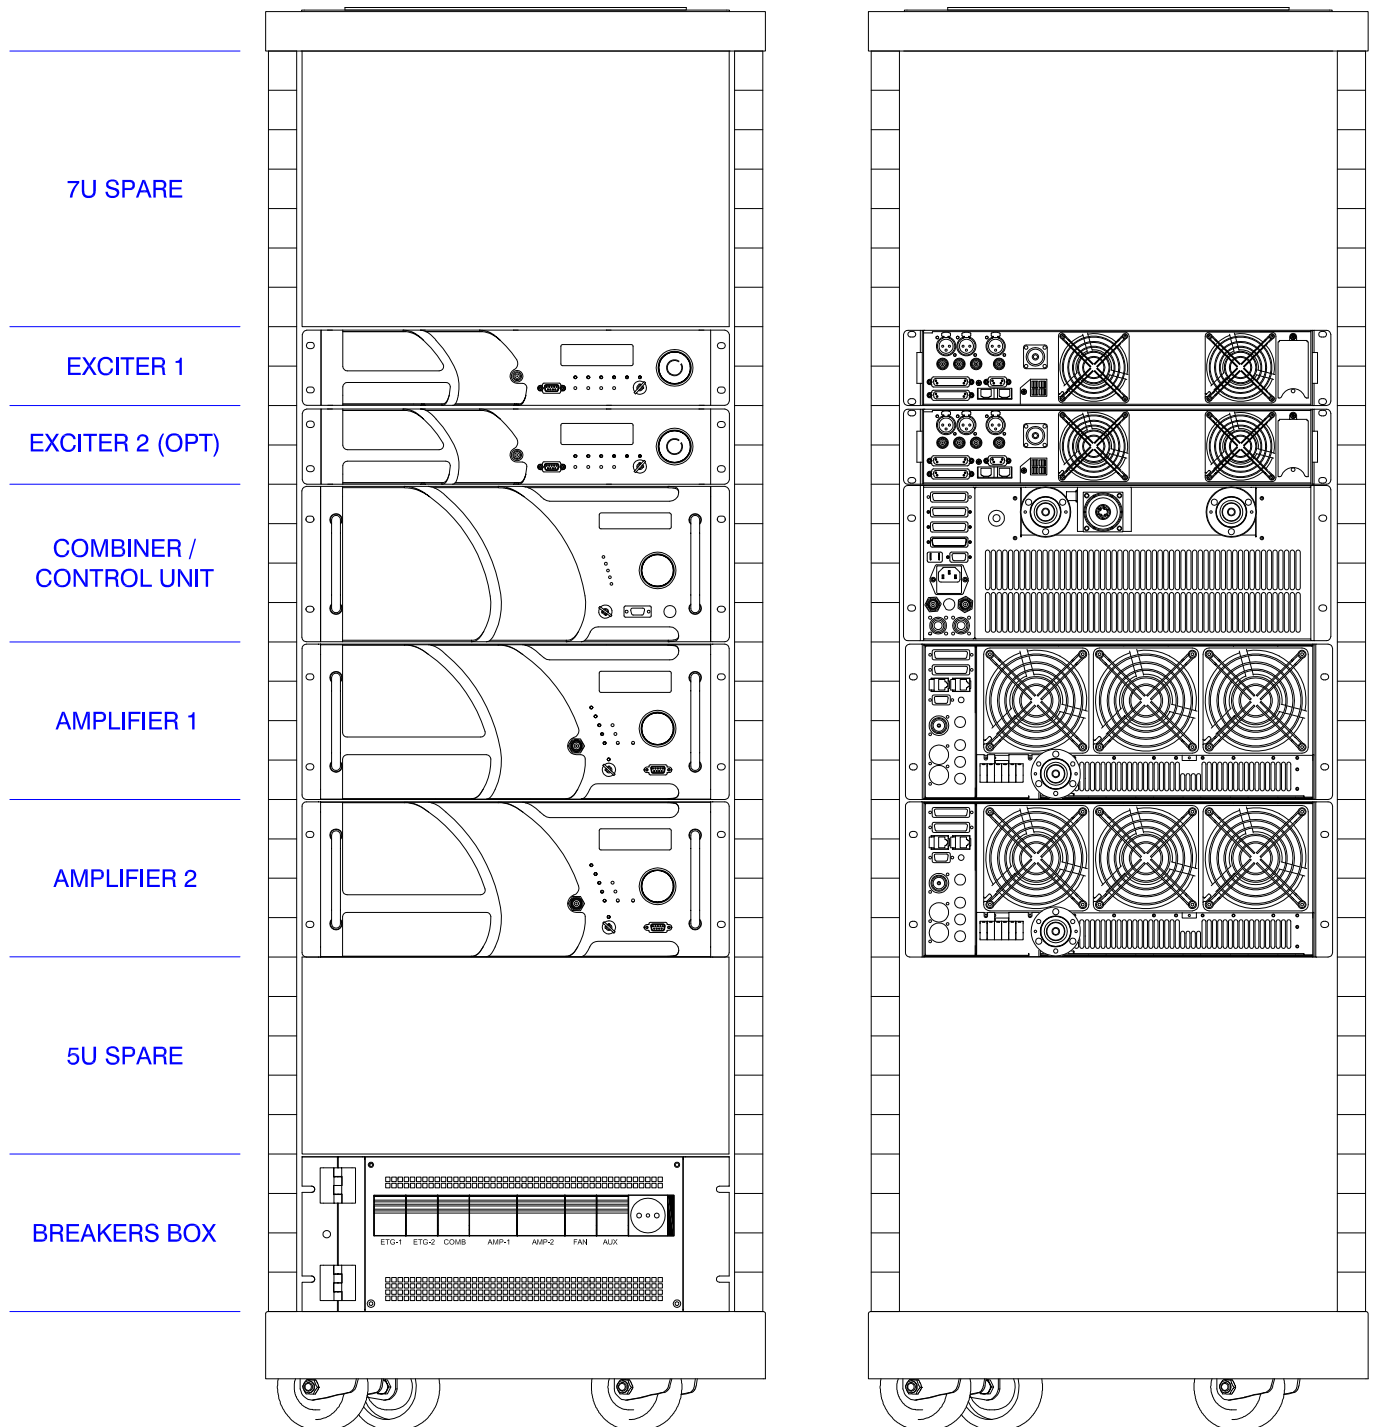 7U SPARE
EXCITER 1
EXCITER 2 (OPT)
COMBINER /
CONTROL UNIT
AMPLIFIER 1
AMPLIFIER 2
5U SPARE
BREAKERS BOX
ETG-1 ETG-2 COMB AMP-1 AMP-2 FAN AUX